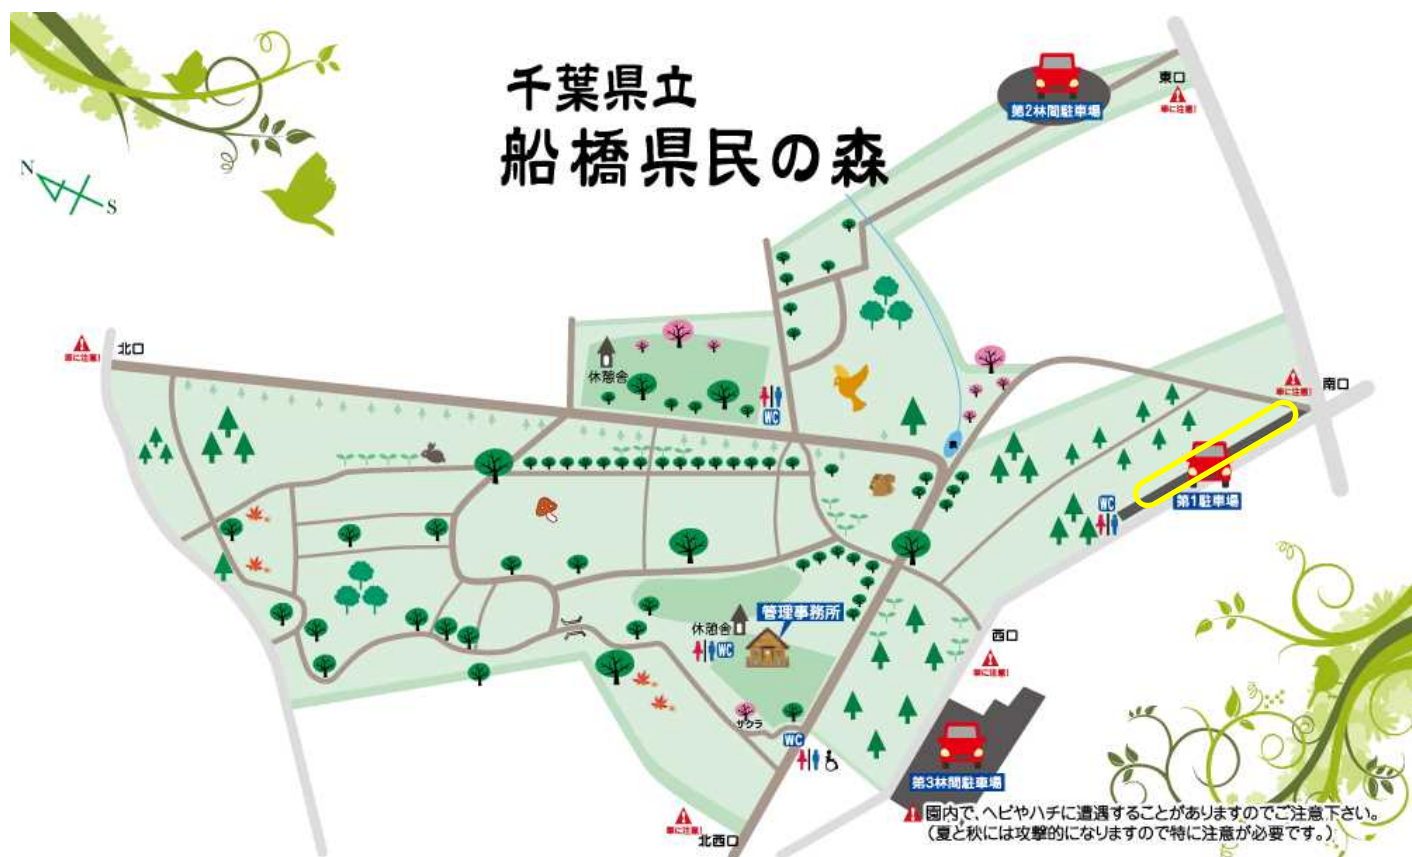 千葉県立
船橋県民の森
N
S
東口
車に注意!
第2林間駐車場
北口
車に注意!
休憩舎
WC
南口
車に注意!
第1駐車場
WC
管理事務所
休憩舎
WC
西口
車に注意!
サクラ
WC
第3林間駐車場
車に注意!
北西口
園内で、ヘビやハチに遭遇することがありますのでご注意下さい。
(夏と秋には攻撃的になりますので特に注意が必要です。)